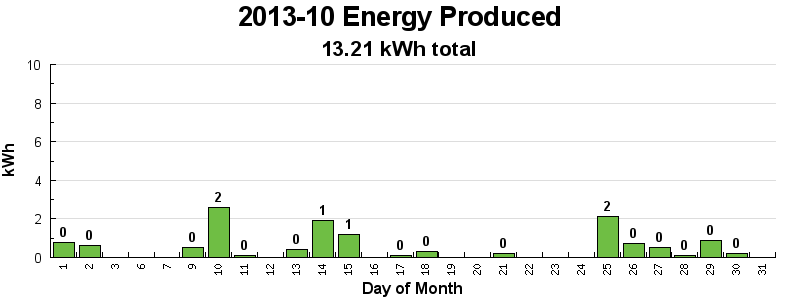 2013-10 Energy Produced
13.21 kWh total
kWh
10
8
6
4
2
0
0 0 0 2 0 0 1 1 0 0 0 2 0 0 0 0 0
1 2 3 6 7 9 10 11 12 13 14 15 16 17 18 19 20 21 22 23 24 25 26 27 28 29 30 31
Day of Month